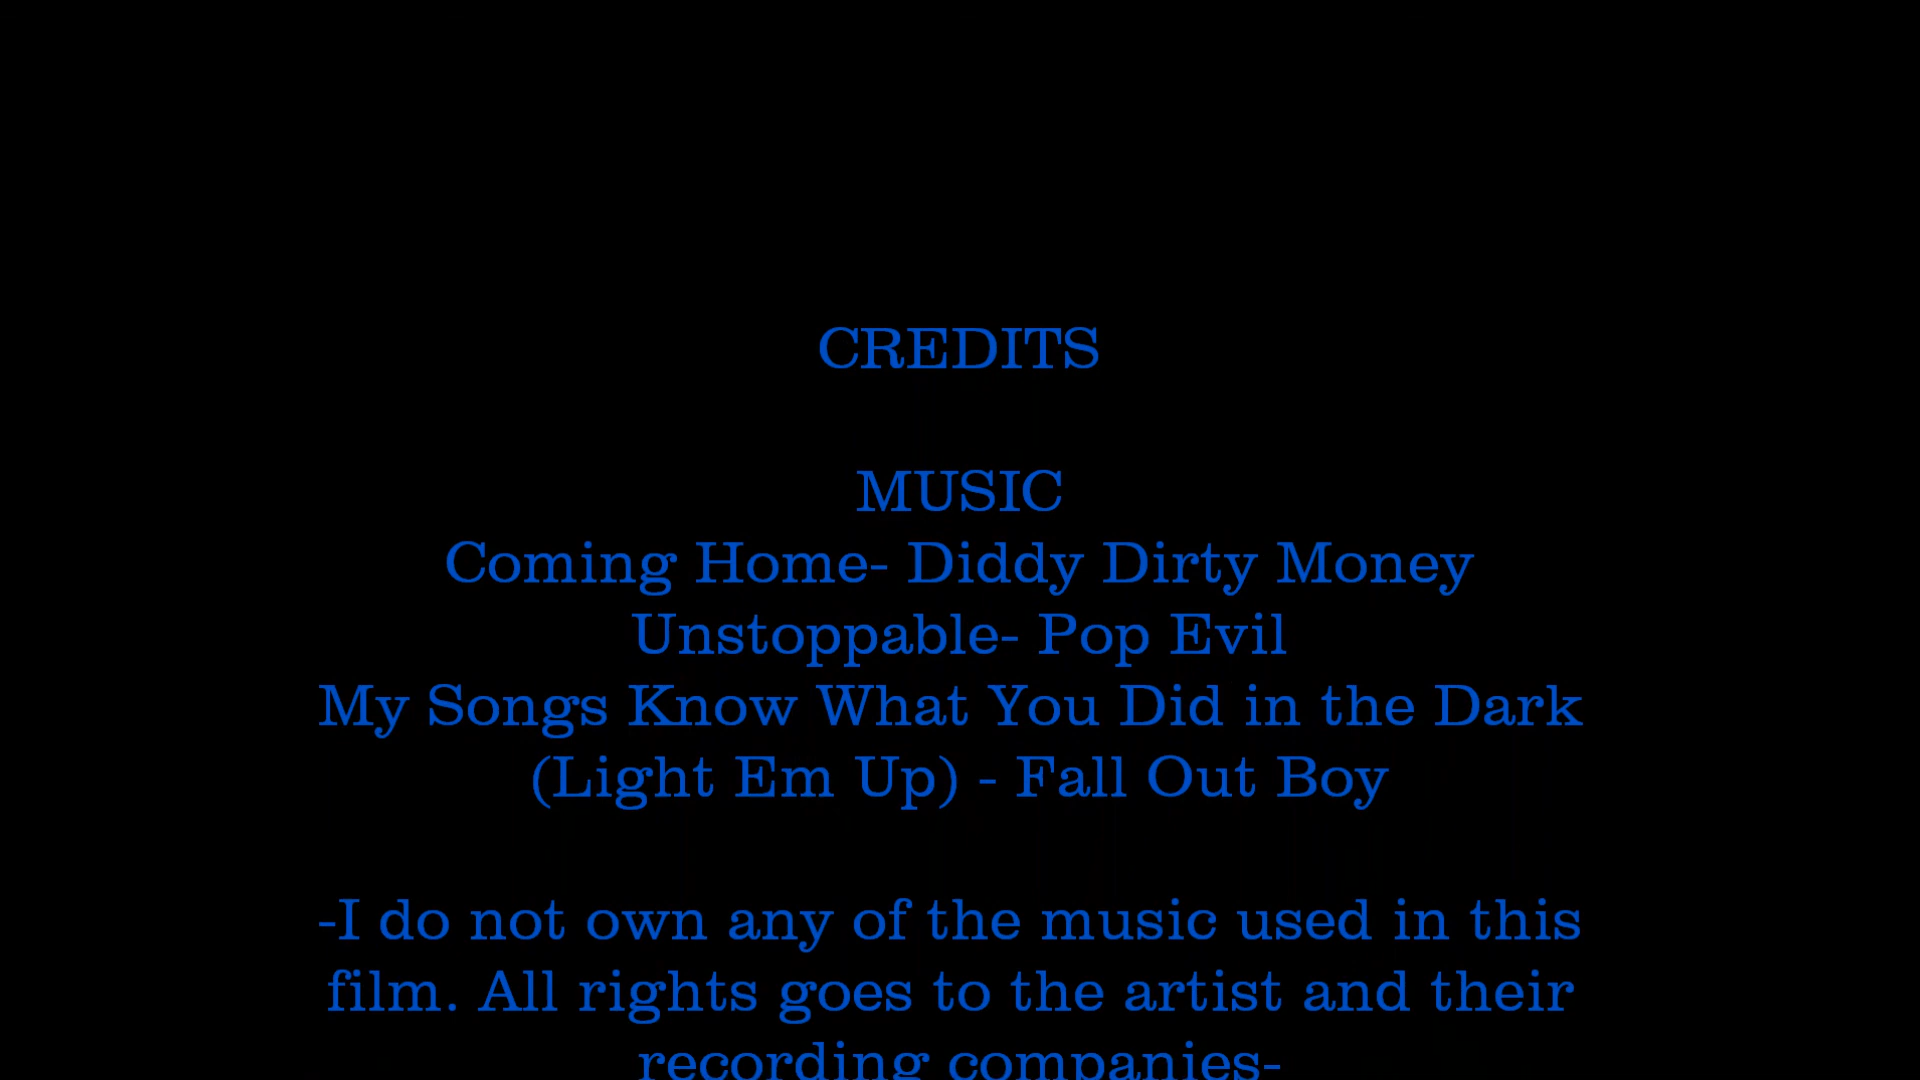 CREDITS
MUSIC
Coming Home- Diddy Dirty Money
Unstoppable- Pop Evil
My Songs Know What You Did in the Dark
(Light Em Up) - Fall Out Boy
-I do not own any of the music used in this
film. All rights goes to the artist and their
recording companies-